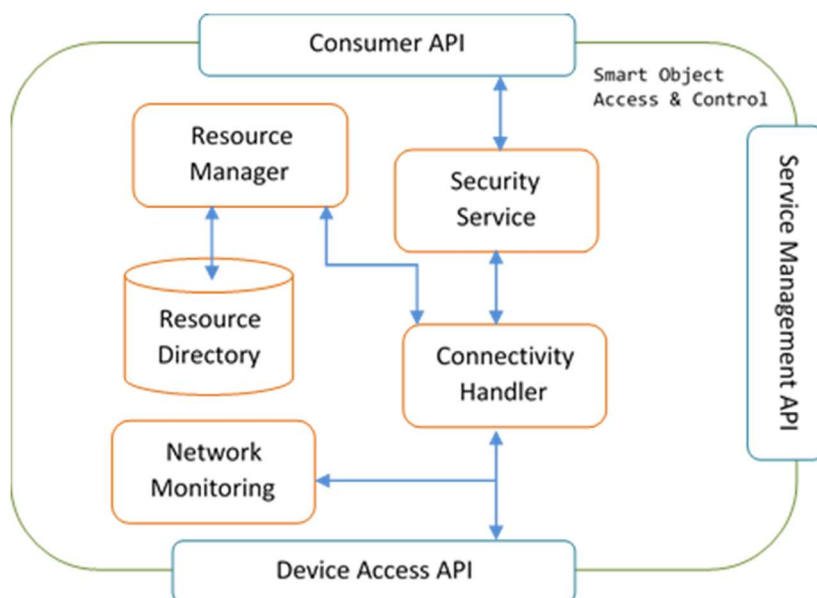 Consumer API
Smart Object
Access & Control
Resource
Manager
Security
Service
Service Management API
Resource
Directory
Connectivity
Handler
Network
Monitoring
Device Access API